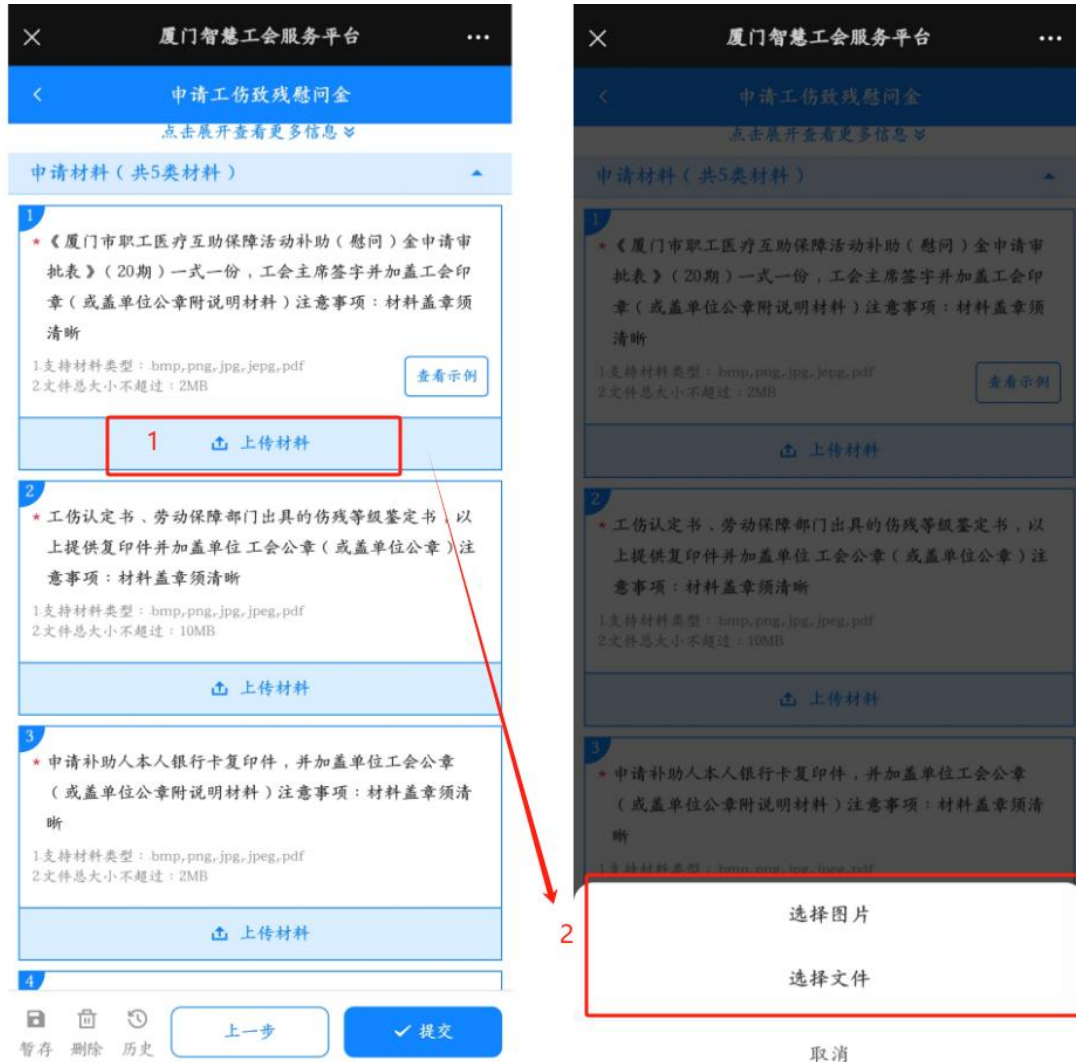 厦门智慧工会服务平台
申请工伤致残慰问金
点击展开查看更多信息
申请材料（共5类材料）
1
* 《厦门市职工医疗互助保障活动补助（慰问）金申请审
批表》（20期）一式一份，工会主席签字并加盖工会印
章（或盖单位公章附说明材料）注意事项：材料盖章须
清晰
1.支持材料类型：.bmp,png,jpg,jepg,pdf
2.文件总大小不超过：2MB
查看示例
1
上传材料
2
* 工伤认定书、劳动保障部门出具的伤残等级鉴定书，以
上提供复印件并加盖单位工会公章（或盖单位公章）注
意事项：材料盖章须清晰
1.支持材料类型：.bmp,png,jpg,jpeg,pdf
2.文件总大小不超过：10MB
上传材料
3
* 申请补助人本人银行卡复印件，并加盖单位工会公章
（或盖单位公章附说明材料）注意事项：材料盖章须清
晰
1.支持材料类型：.bmp,png,jpg,jpeg,pdf
2.文件总大小不超过：2MB
上传材料
4
暂存 删除 历史
上一步
提交
厦门智慧工会服务平台
申请工伤致残慰问金
点击展开查看更多信息
申请材料（共5类材料）
1
* 《厦门市职工医疗互助保障活动补助（慰问）金申请审
批表》（20期）一式一份，工会主席签字并加盖工会印
章（或盖单位公章附说明材料）注意事项：材料盖章须
清晰
1.支持材料类型：.bmp,png,jpg,jepg,pdf
2.文件总大小不超过：2MB
查看示例
上传材料
2
* 工伤认定书、劳动保障部门出具的伤残等级鉴定书，以
上提供复印件并加盖单位工会公章（或盖单位公章）注
意事项：材料盖章须清晰
1.支持材料类型：.bmp,png,jpg,jpeg,pdf
2.文件总大小不超过：10MB
上传材料
3
* 申请补助人本人银行卡复印件，并加盖单位工会公章
（或盖单位公章附说明材料）注意事项：材料盖章须清
晰
1.支持材料类型：.bmp,png,jpg,jpeg,pdf
2
选择图片
选择文件
取消